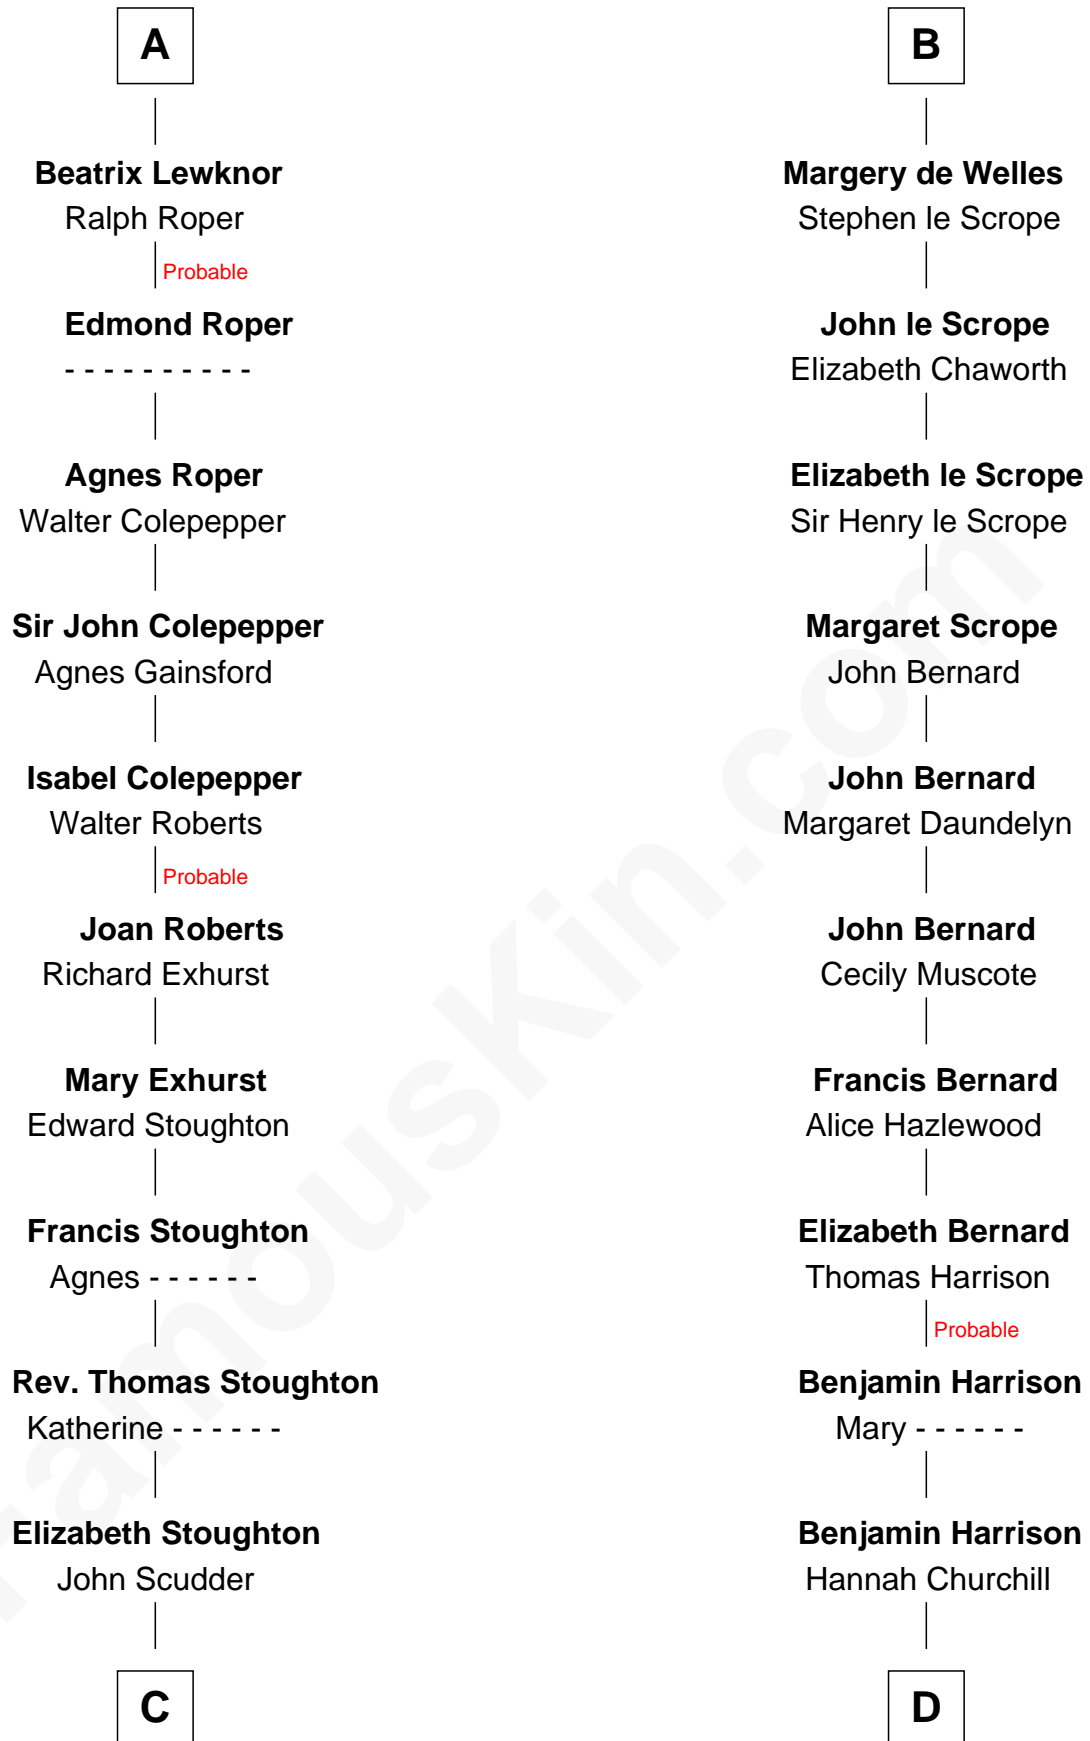 A
Beatrix Lewknor
Ralph Roper
Probable
Edmond Roper
- - - - - - - - - -
Agnes Roper
Walter Colepepper
Sir John Colepepper
Agnes Gainsford
Isabel Colepepper
Walter Roberts
Probable
Joan Roberts
Richard Exhurst
Mary Exhurst
Edward Stoughton
Francis Stoughton
Agnes - - - - - -
Rev. Thomas Stoughton
Katherine - - - - - -
Elizabeth Stoughton
John Scudder
C
B
Margery de Welles
Stephen le Scrope
John le Scrope
Elizabeth Chaworth
Elizabeth le Scrope
Sir Henry le Scrope
Margaret Scrope
John Bernard
John Bernard
Margaret Daundelyn
John Bernard
Cecily Muscote
Francis Bernard
Alice Hazlewood
Elizabeth Bernard
Thomas Harrison
Probable
Benjamin Harrison
Mary - - - - - -
Benjamin Harrison
Hannah Churchill
D
FamousKin.com